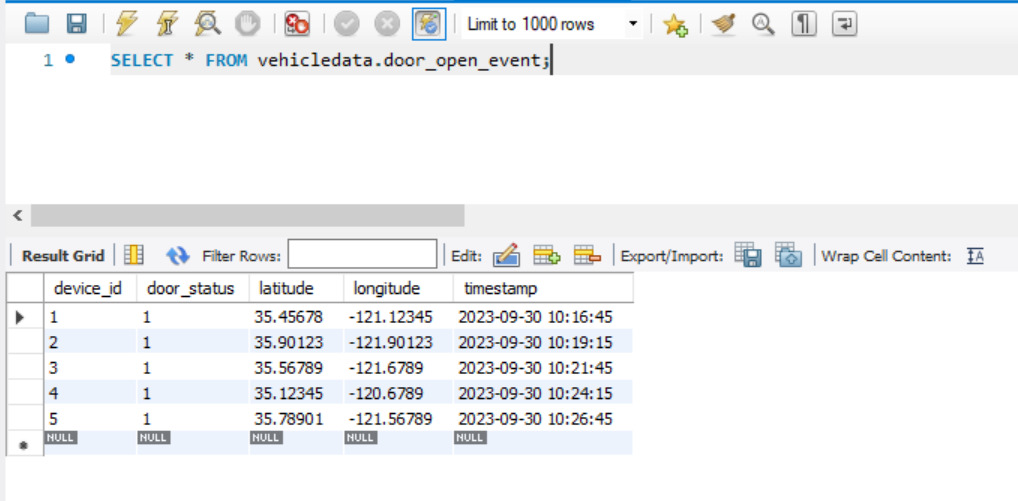 Limit to 1000 rows
1 SELECT * FROM vehicledata.door_open_event;
Result Grid Filter Rows: Edit: Export/Import: Wrap Cell Content: IA
device_id door_status latitude longitude timestamp
1 1 35.45678 -121.12345 2023-09-30 10:16:45
2 1 35.90123 -121.90123 2023-09-30 10:19:15
3 1 35.56789 -121.6789 2023-09-30 10:21:45
4 1 35.12345 -120.6789 2023-09-30 10:24:15
5 1 35.78901 -121.56789 2023-09-30 10:26:45
NULL NULL NULL NULL NULL